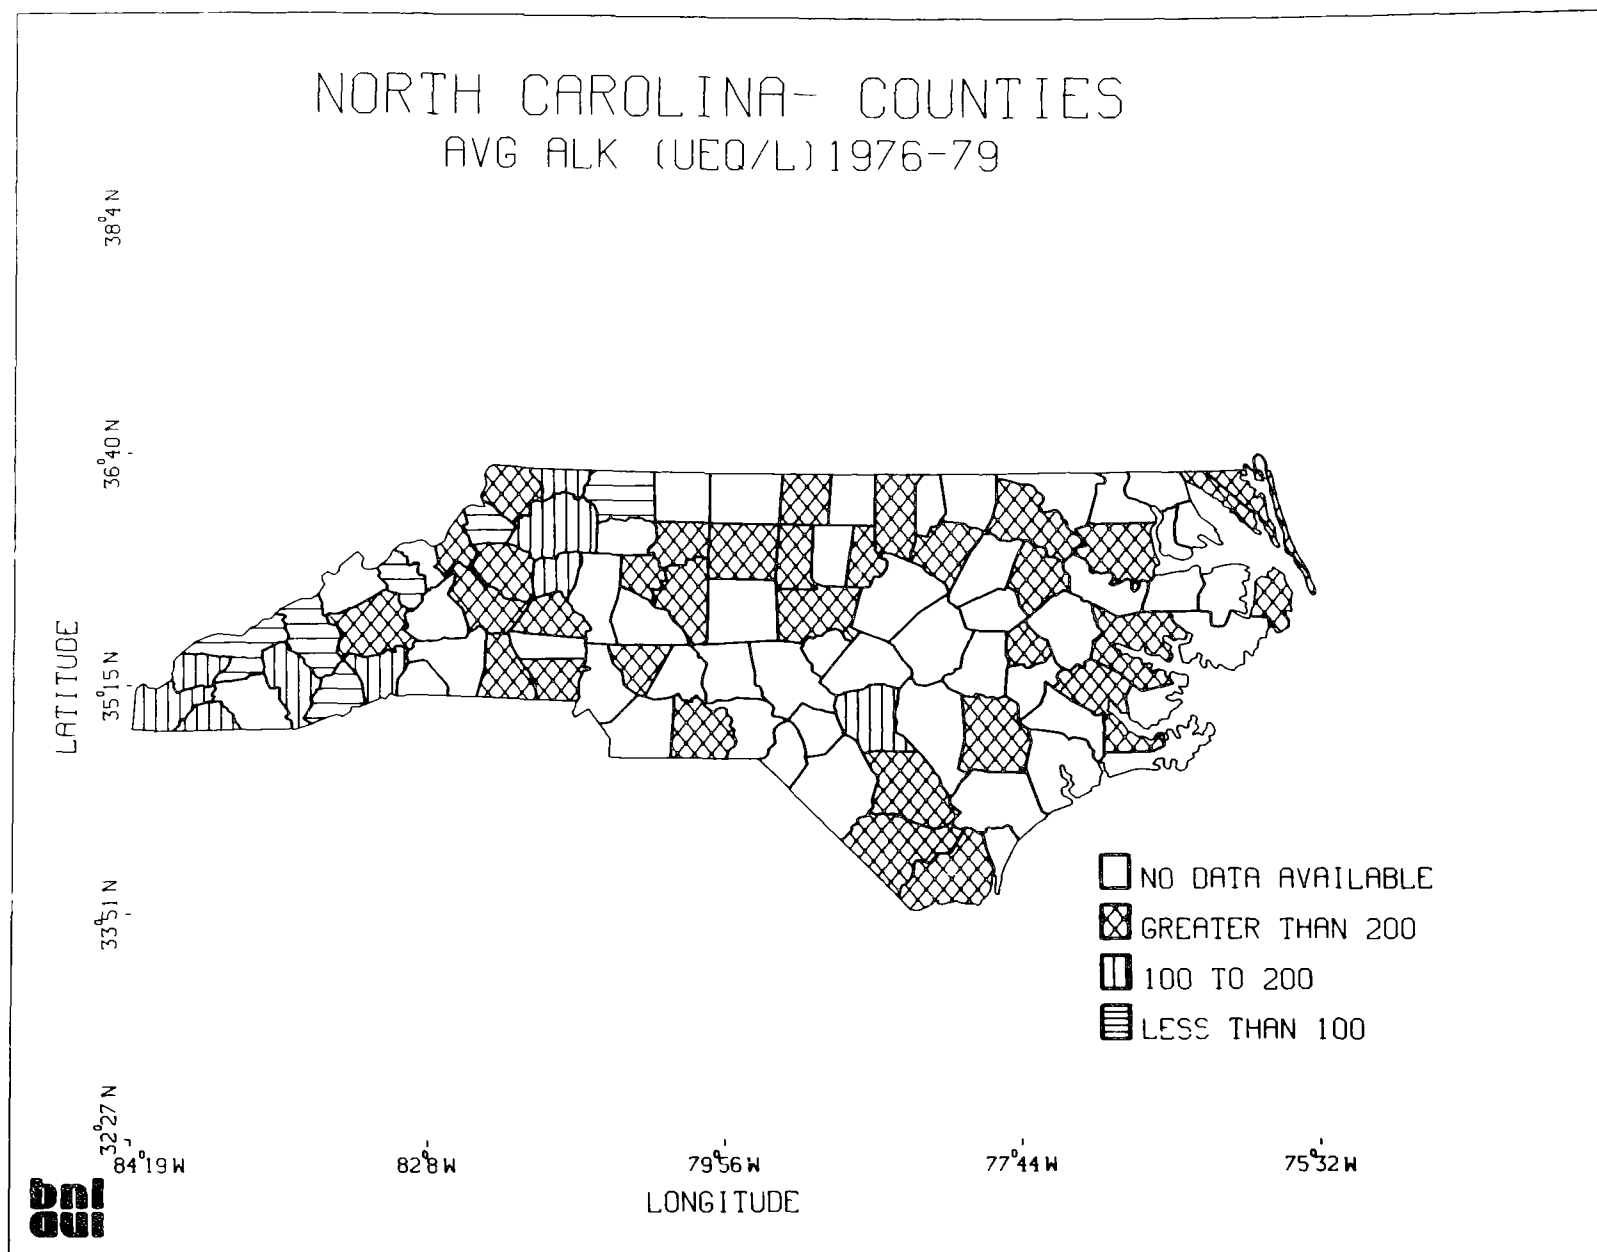 NORTH CAROLINA- COUNTIES
AVG ALK (UEQ/L) 1976-79
38°4 N
36°40 N
35°15 N
33°51 N
32°27 N
LATITUDE
NO DATA AVAILABLE
GREATER THAN 200
100 TO 200
LESS THAN 100
84°19 W
82°8 W
79°56 W
77°44 W
75°32 W
LONGITUDE
bnl